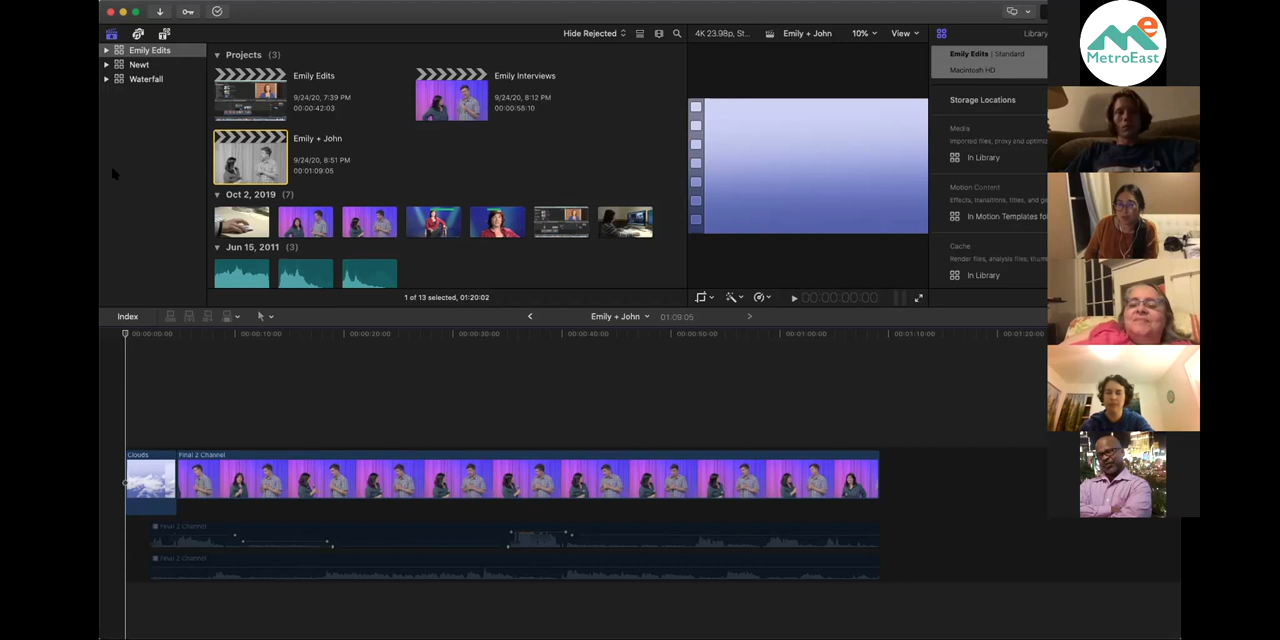 Hide Rejected
4K 23.98p, St...
Emily + John
10%
View
Library
Emily Edits
Newt
Waterfall
Projects (3)
Emily Edits
9/24/20, 7:39 PM
00:00:42:03
Emily Interviews
9/24/20, 8:12 PM
00:00:58:10
Emily + John
9/24/20, 8:51 PM
00:01:09:05
Oct 2, 2019 (7)
Jun 15, 2011 (3)
1 of 13 selected, 01:20:02
00:00:00:00
Emily Edits | Standard
Macintosh HD
Storage Locations
Media
Imported files, proxy and optimiz
In Library
Motion Content
Effects, transitions, titles, and ge
In Motion Templates fol
Cache
Render files, analysis files, thum
In Library
me
MetroEast
Index
Emily + John
01:09:05
00:00:00:00
00:00:10:00
00:00:20:00
00:00:30:00
00:00:40:00
00:00:50:00
00:01:00:00
00:01:10:00
00:01:20:00
Clouds
Final 2 Channel
Final 2 Channel
Final 2 Channel